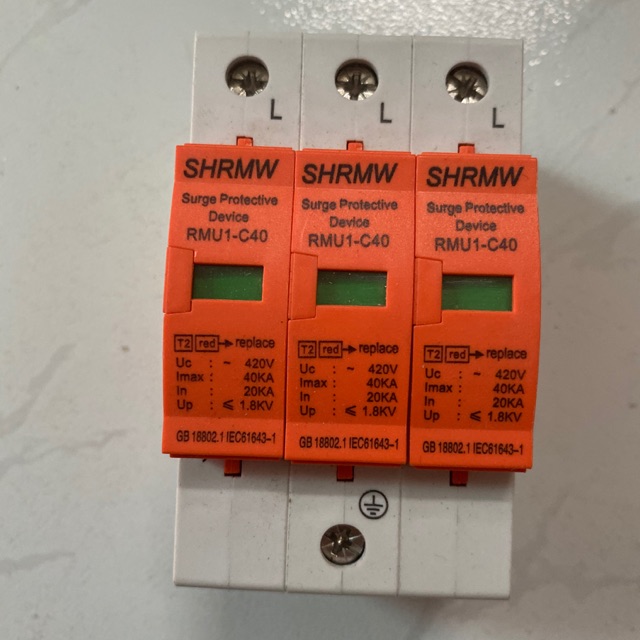 L
L
L
SHRMW
Surge Protective
Device
RMU1-C40
T2 red replace
Uc : ~ 420V
Imax : 40KA
In : 20KA
Up : ≤ 1.8KV
GB 18802.1 IEC61643-1
SHRMW
Surge Protective
Device
RMU1-C40
T2 red replace
Uc : ~ 420V
Imax : 40KA
In : 20KA
Up : ≤ 1.8KV
GB 18802.1 IEC61643-1
SHRMW
Surge Protective
Device
RMU1-C40
T2 red replace
Uc : ~ 420V
Imax : 40KA
In : 20KA
Up : ≤ 1.8KV
GB 18802.1 IEC61643-1